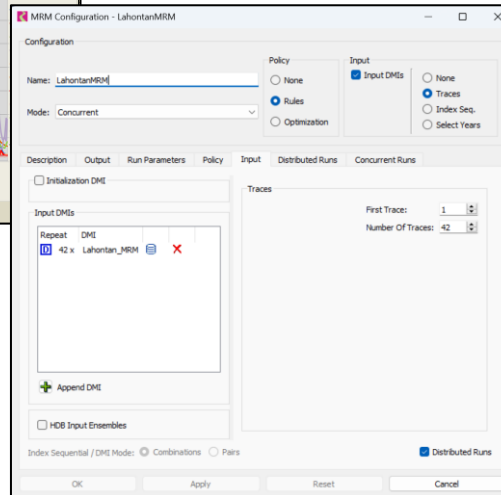 MRM Configuration - LahontanMRM
Configuration
Name: LahontanMRM
Mode: Concurrent
Policy
None
Rules
Optimization
Input
Input DMIs
None
Traces
Index Seq.
Select Years
Description Output Run Parameters Policy Input Distributed Runs Concurrent Runs
Initialization DMI
Input DMIs
Repeat DMI
42 x Lahontan_MRM
Append DMI
HDB Input Ensembles
Traces
First Trace: 1
Number Of Traces: 42
Index Sequential / DMI Mode: Combinations Pairs
Distributed Runs
OK Apply Reset Cancel